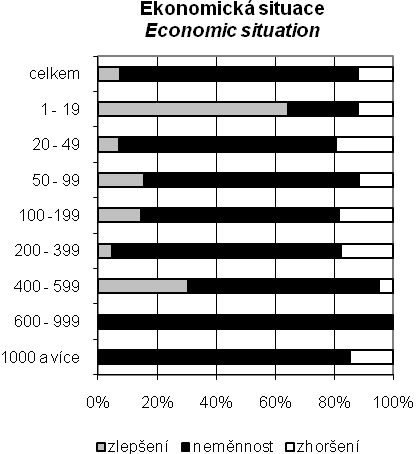 Ekonomická situace
Economic situation
celkem
1 - 19
20 - 49
50 - 99
100 -199
200 - 399
400 - 599
600 - 999
1000 a více
0% 20% 40% 60% 80% 100%
zlepšení neměnnost zhoršení